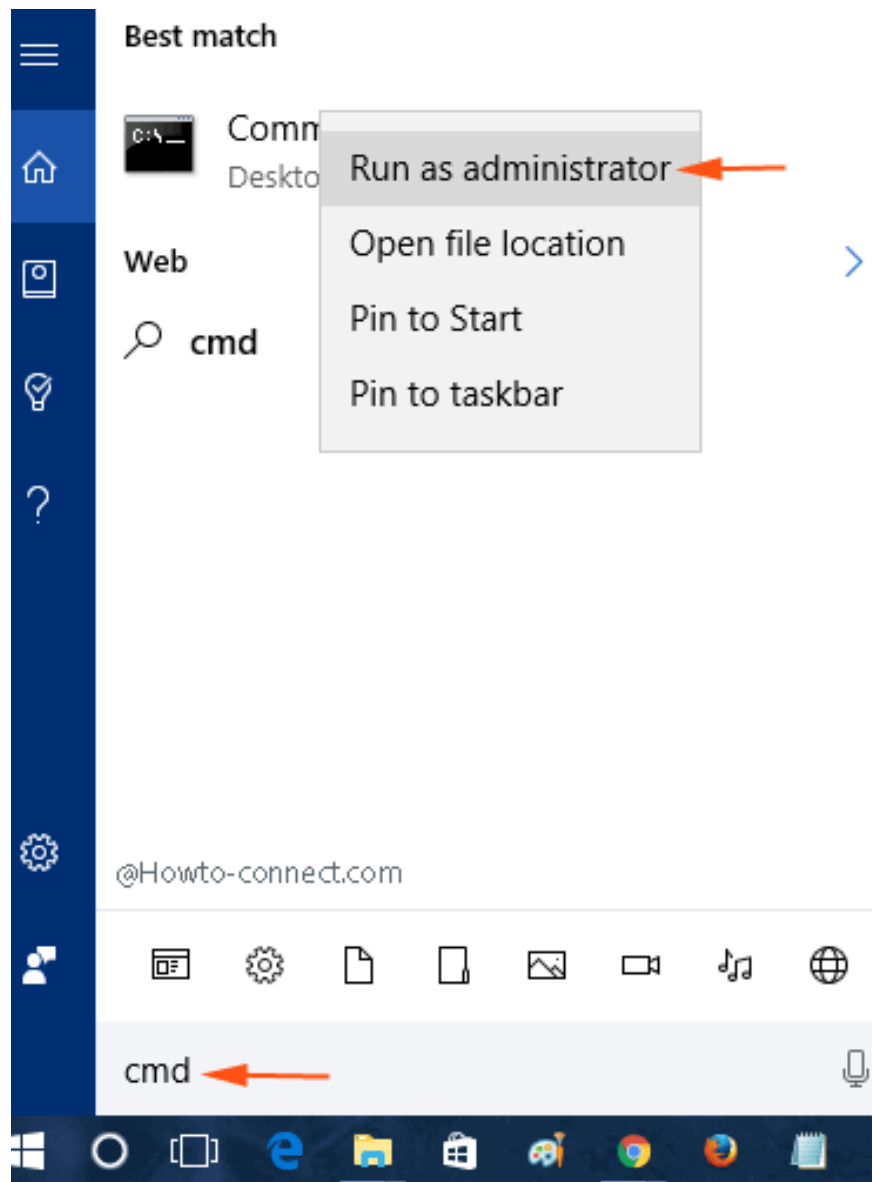 Best match
C:\_
Comm
Deskto
Run as administrator
Open file location
Web
Pin to Start
cmd
Pin to taskbar
@Howto-connect.com
cmd